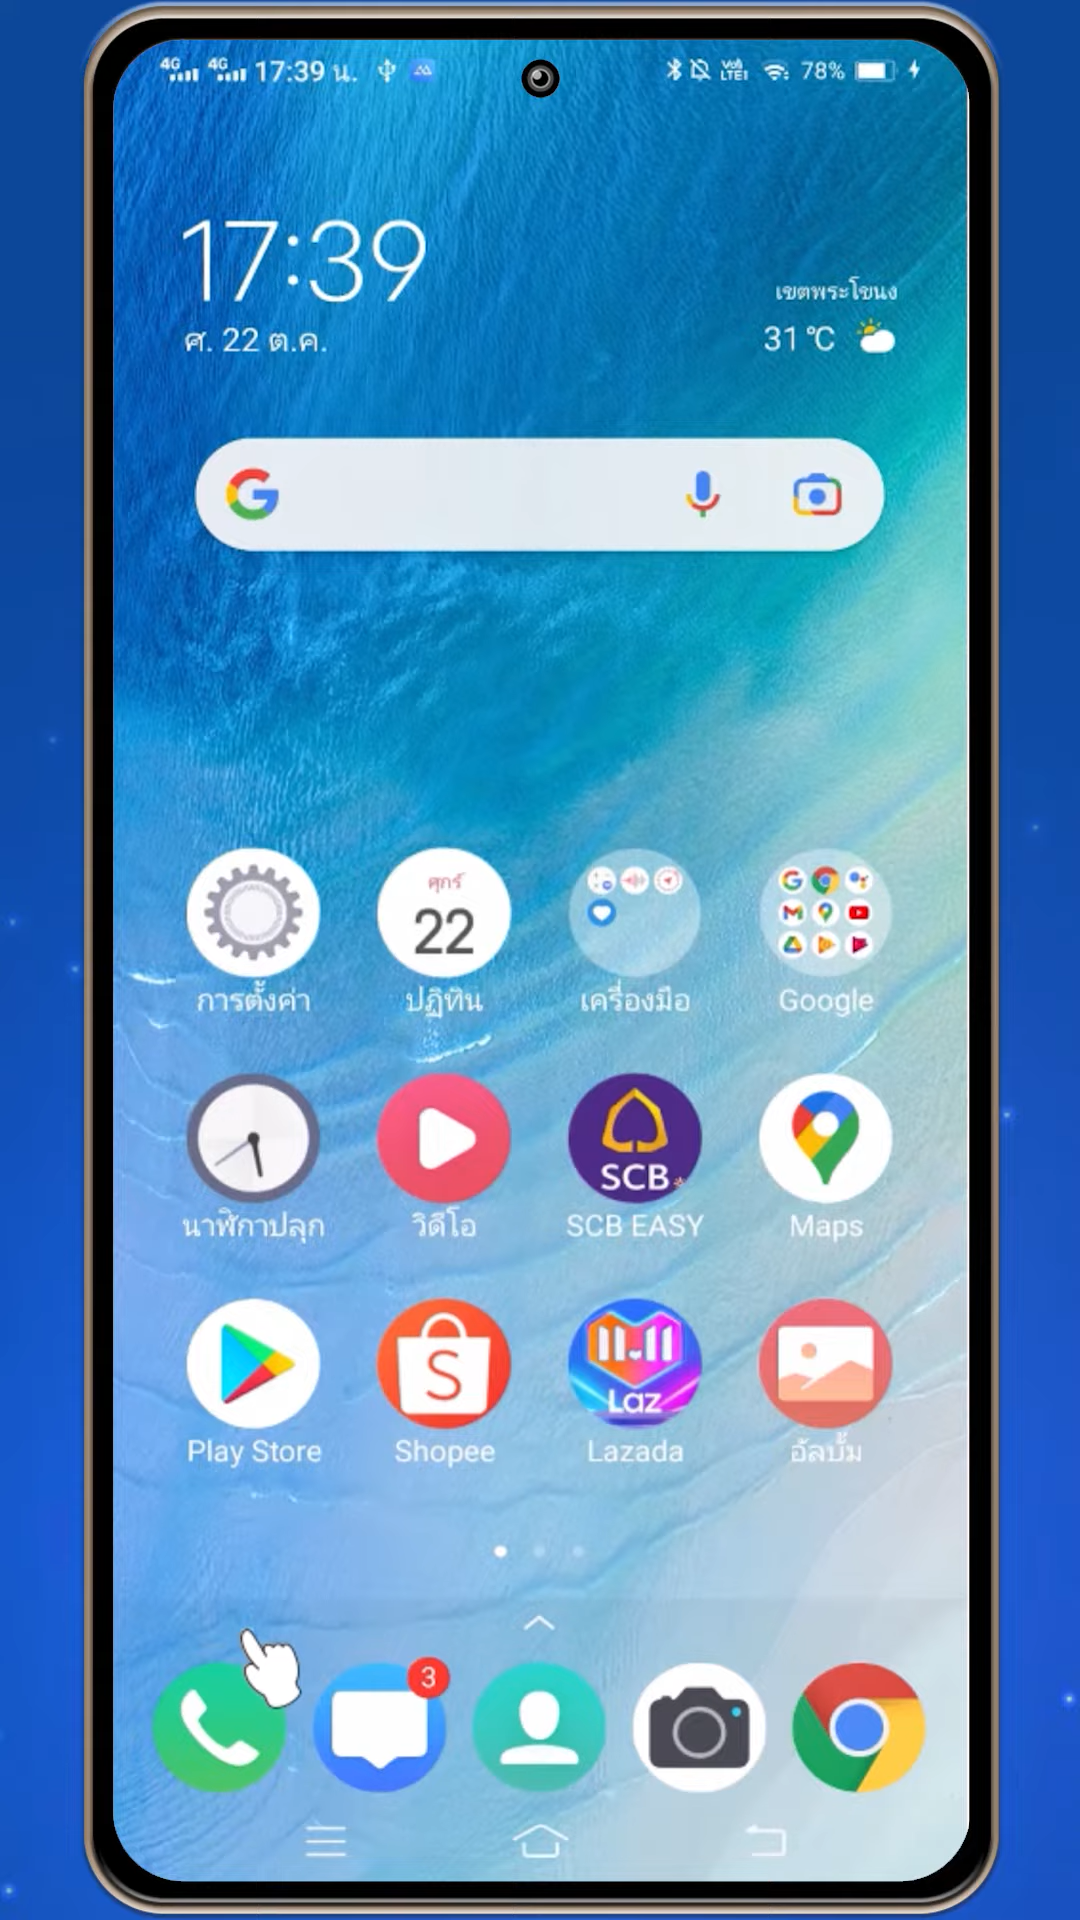 4G 4G 17:39 น. VoLTE1 78%
17:39
ศ. 22 ต.ค.
เขตพระโขนง
31 ℃
ศุกร์
22
การตั้งค่า ปฏิทิน เครื่องมือ Google
SCB
นาฬิกาปลุก วิดีโอ SCB EASY Maps
11.11
Laz
Play Store Shopee Lazada อัลบั้ม
3